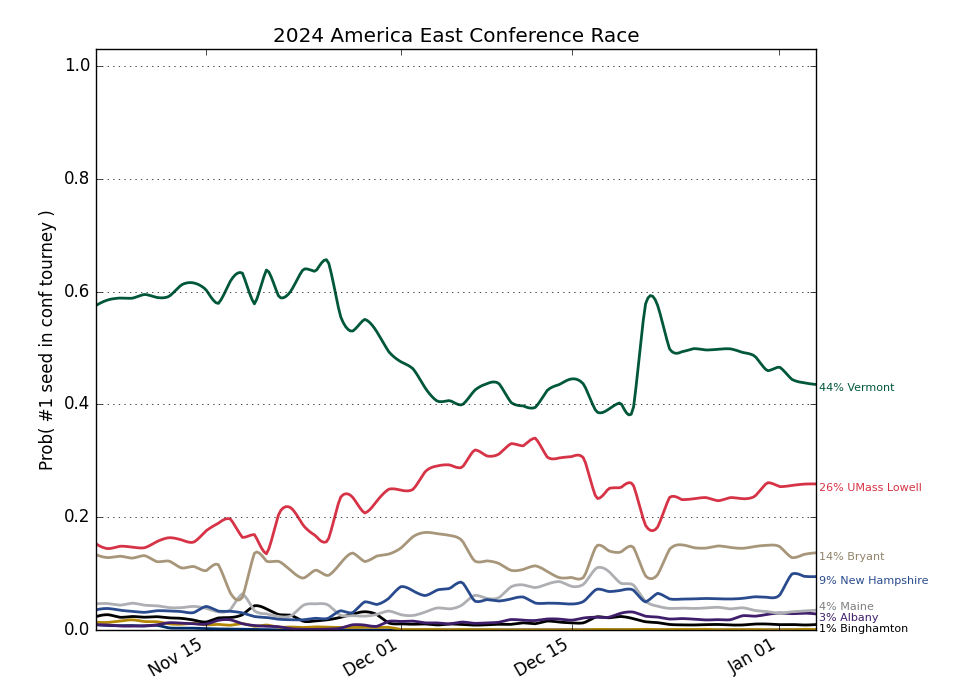 2024 America East Conference Race
Prob( #1 seed in conf tourney )
1.0
0.8
0.6
0.4
0.2
0.0
44% Vermont
26% UMass Lowell
14% Bryant
9% New Hampshire
4% Maine
3% Albany
1% Binghamton
Nov 15
Dec 01
Dec 15
Jan 01